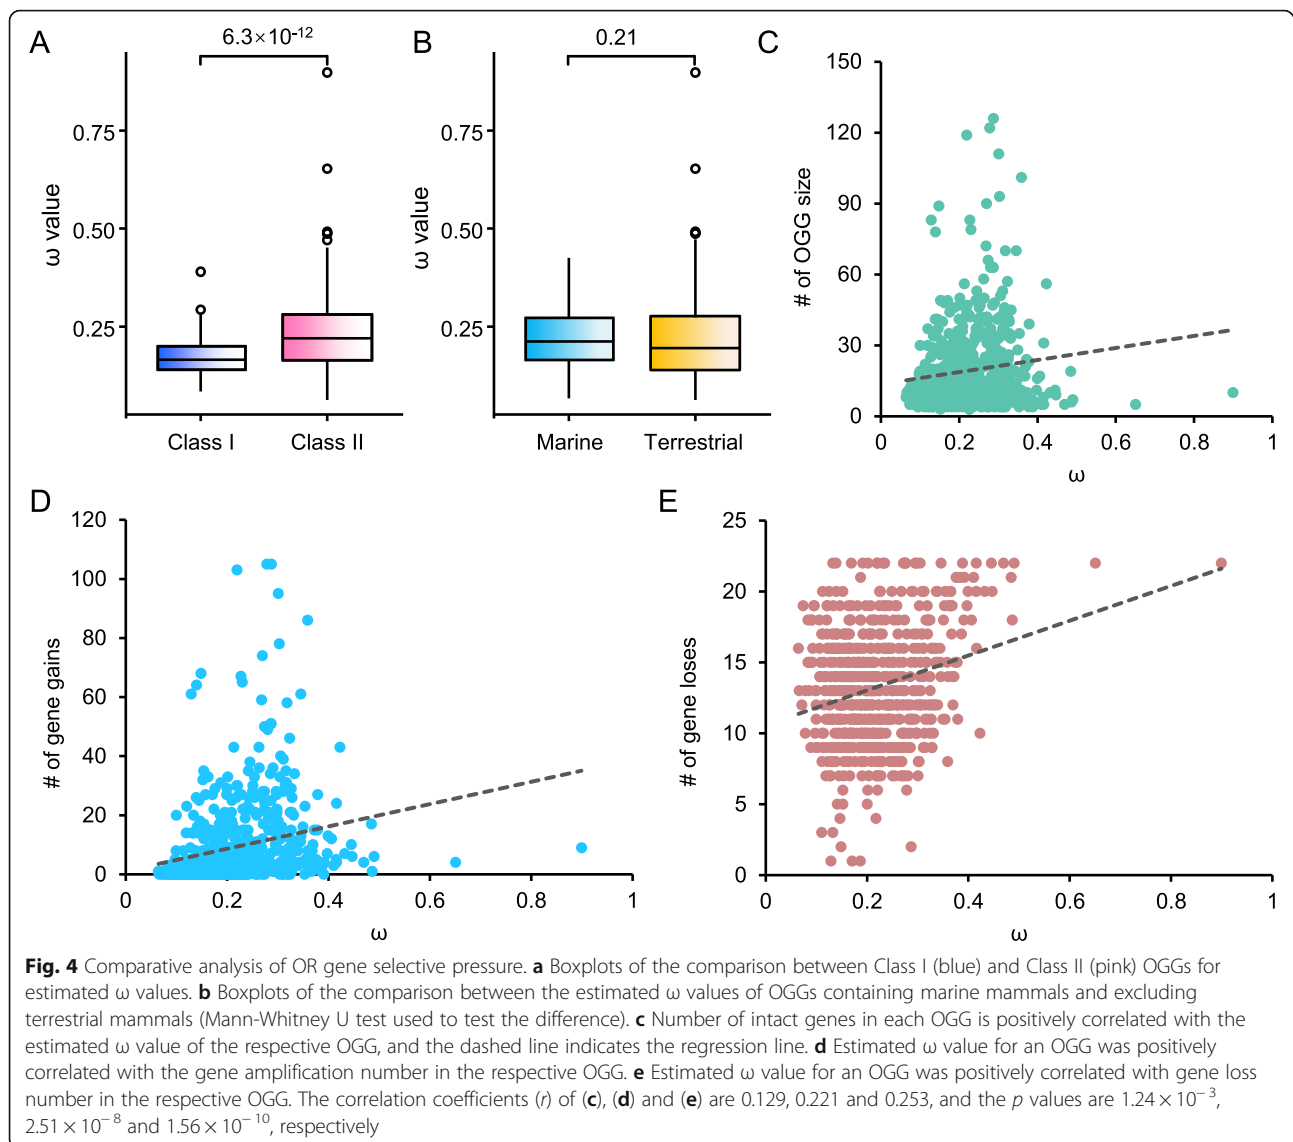 A
6.3×10-12
ω value
0.75
0.50
0.25
Class I
Class II
B
0.21
ω value
0.75
0.50
0.25
Marine
Terrestrial
C
# of OGG size
150
120
90
60
30
0
0
0.2
0.4
0.6
0.8
1
ω
D
# of gene gains
120
100
80
60
40
20
0
0
0.2
0.4
0.6
0.8
1
ω
E
# of gene loses
25
20
15
10
5
0
0
0.2
0.4
0.6
0.8
1
ω
Fig. 4 Comparative analysis of OR gene selective pressure. a Boxplots of the comparison between Class I (blue) and Class II (pink) OGGs for
estimated ω values. b Boxplots of the comparison between the estimated ω values of OGGs containing marine mammals and excluding
terrestrial mammals (Mann-Whitney U test used to test the difference). c Number of intact genes in each OGG is positively correlated with the
estimated ω value of the respective OGG, and the dashed line indicates the regression line. d Estimated ω value for an OGG was positively
correlated with the gene amplification number in the respective OGG. e Estimated ω value for an OGG was positively correlated with gene loss
number in the respective OGG. The correlation coefficients (r) of (c), (d) and (e) are 0.129, 0.221 and 0.253, and the p values are 1.24 × 10−3,
2.51 × 10−8 and 1.56 × 10−10, respectively